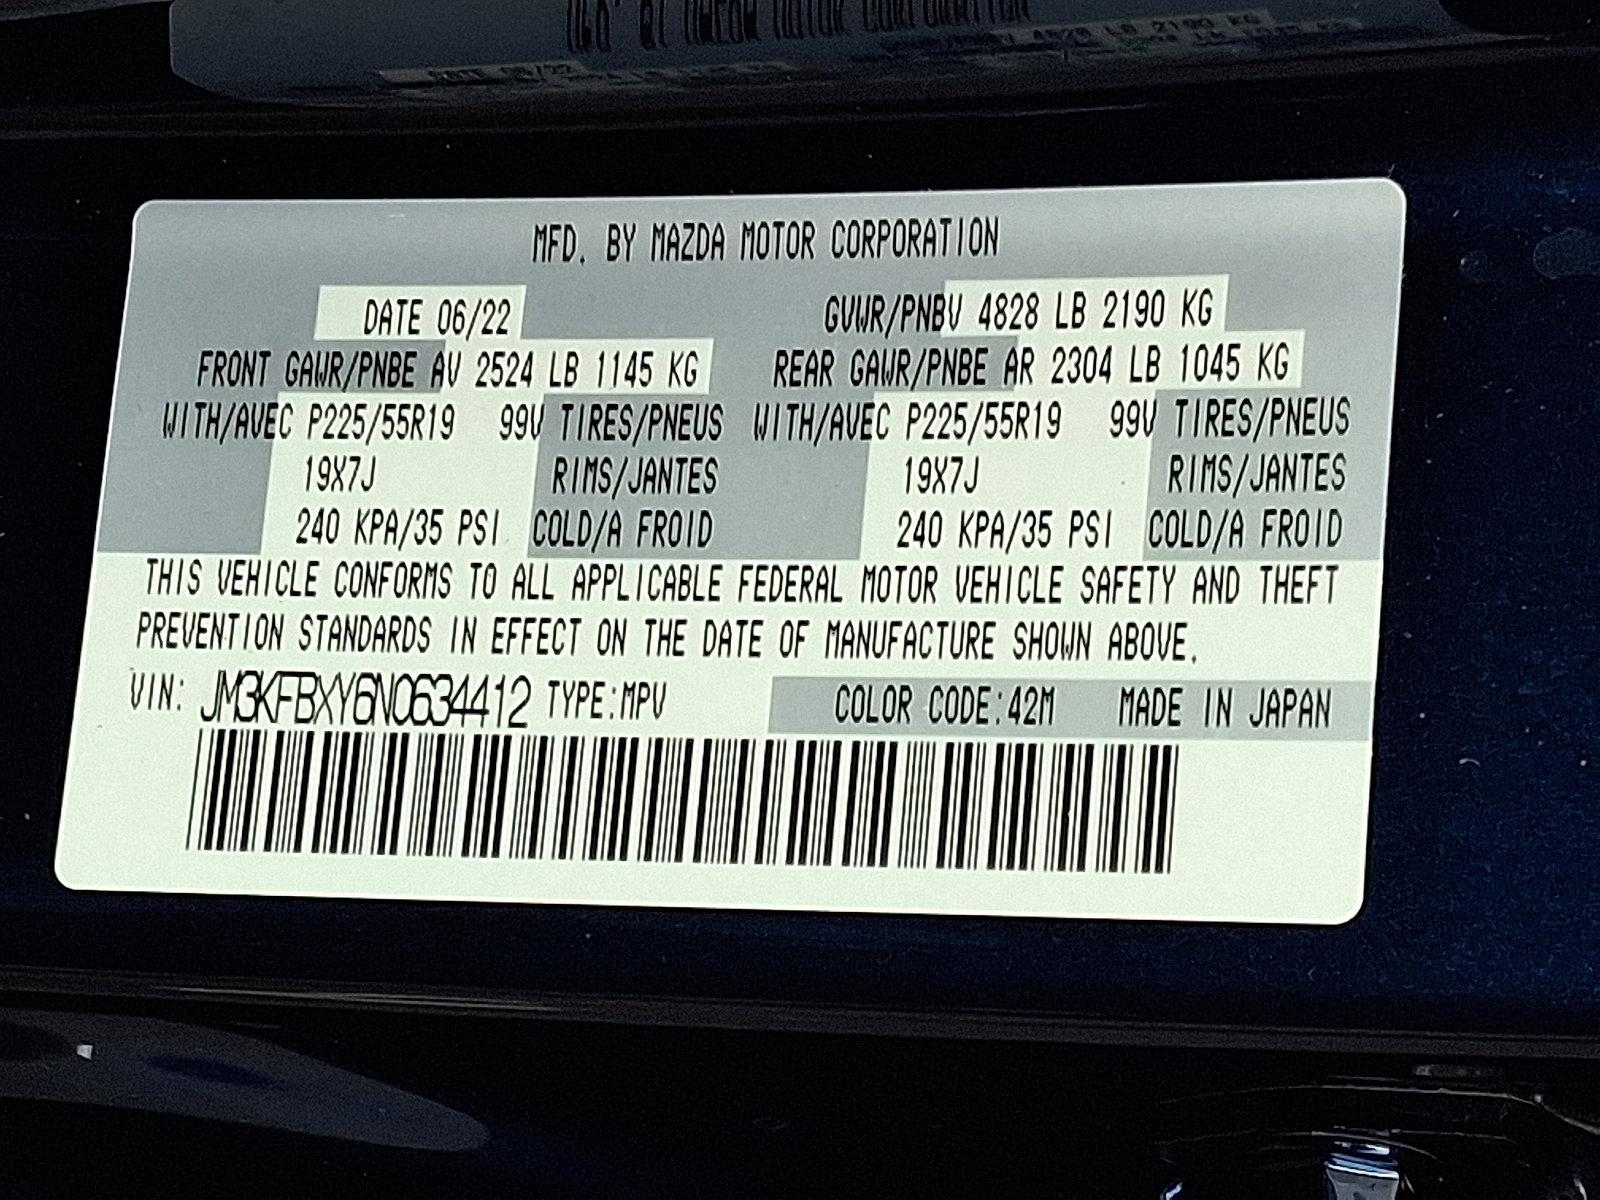 MFD. BY MAZDA MOTOR CORPORATION
DATE 06/22 GVWR/PNBV 4828 LB 2190 KG
FRONT GAWR/PNBE AV 2524 LB 1145 KG REAR GAWR/PNBE AR 2304 LB 1045 KG
WITH/AVEC P225/55R19 99V TIRES/PNEUS WITH/AVEC P225/55R19 99V TIRES/PNEUS
19X7J RIMS/JANTES 19X7J RIMS/JANTES
240 KPA/35 PSI COLD/A FROID 240 KPA/35 PSI COLD/A FROID
THIS VEHICLE CONFORMS TO ALL APPLICABLE FEDERAL MOTOR VEHICLE SAFETY AND THEFT
PREVENTION STANDARDS IN EFFECT ON THE DATE OF MANUFACTURE SHOWN ABOVE.
VIN: JM3KFBXY6N0634412 TYPE:MPV COLOR CODE:42M MADE IN JAPAN